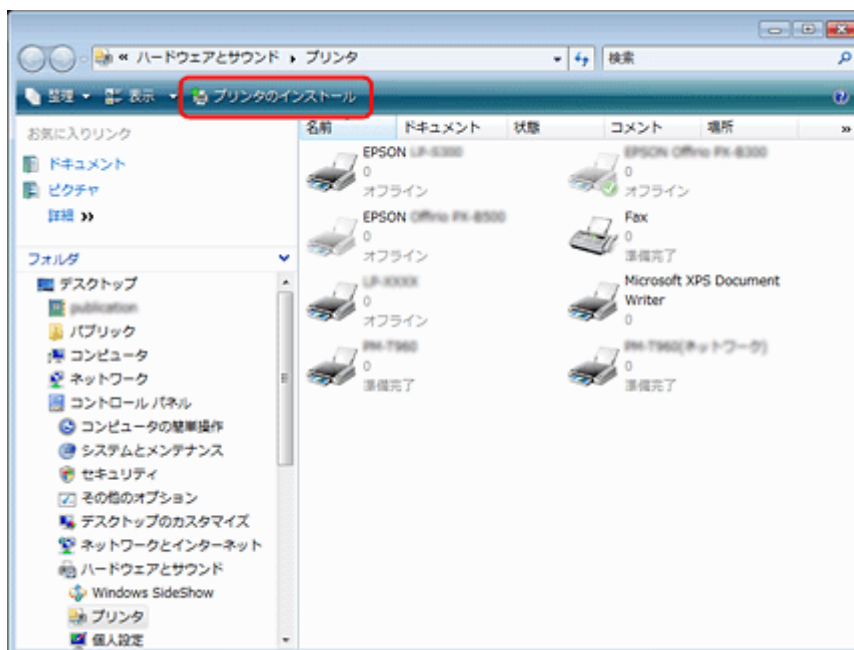 « ハードウェアとサウンド ▸ プリンタ
検索
整理 表示 プリンタのインストール
お気に入りリンク
ドキュメント
ピクチャ
詳細 »
フォルダ
デスクトップ
パブリック
コンピュータ
ネットワーク
コントロール パネル
コンピュータの簡単操作
システムとメンテナンス
セキュリティ
その他のオプション
デスクトップのカスタマイズ
ネットワークとインターネット
ハードウェアとサウンド
Windows SideShow
プリンタ
個人設定
名前 ドキュメント 状態 コメント 場所 »
EPSON
0
オフライン
0
オフライン
EPSON
0
オフライン
Fax
0
準備完了
0
オフライン
Microsoft XPS Document
Writer
0
0
準備完了
0
準備完了